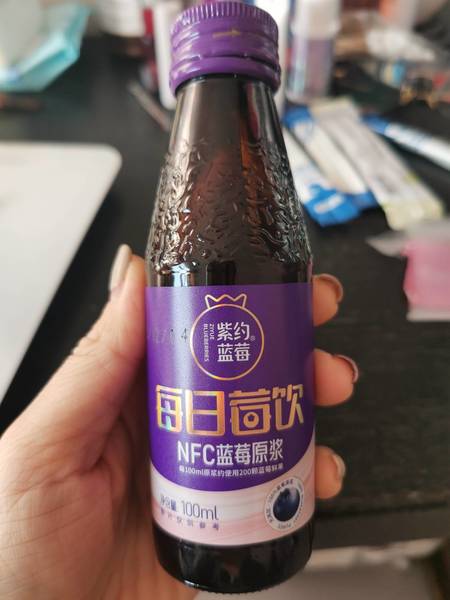 紫约®
蓝莓
ZIYUE
BLUEBERRIES
每日莓饮
NFC蓝莓原浆
每100ml原浆约使用200颗蓝莓鲜果
净含量 100ml